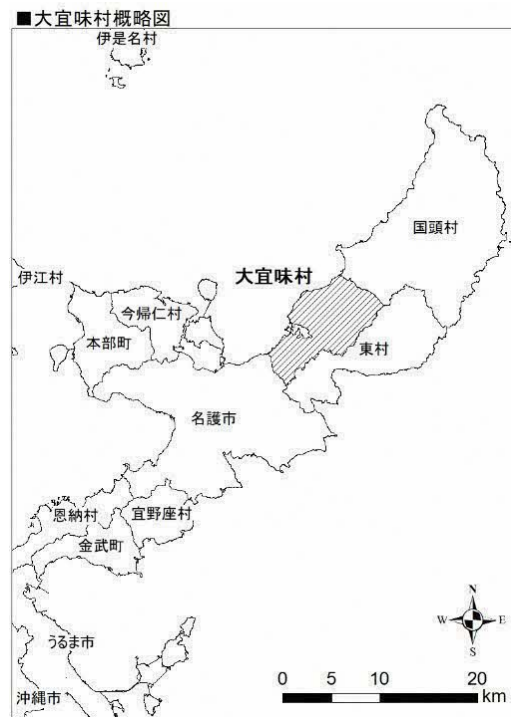 ■大宜味村概略図
伊是名村
国頭村
伊江村
大宜味村
今帰仁村
本部町
東村
名護市
恩納村
宜野座村
金武町
うるま市
沖縄市
N
W E
S
0 5 10 20
km